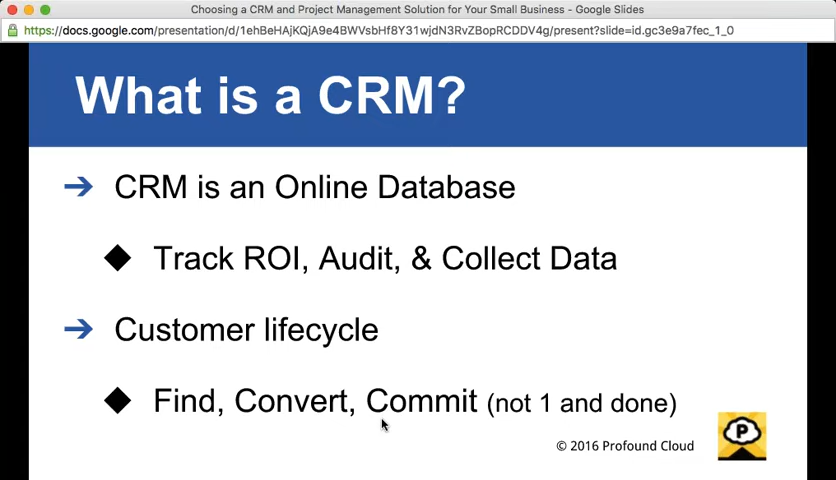 Choosing a CRM and Project Management Solution for Your Small Business - Google Slides
https://docs.google.com/presentation/d/1ehBeHAjKQjA9e4BWVsbHf8Y31wjdN3RvZBopRCDDV4g/present?slide=id.gc3e9a7fec_1_0
What is a CRM?
➔ CRM is an Online Database
◆ Track ROI, Audit, & Collect Data
➔ Customer lifecycle
◆ Find, Convert, Commit (not 1 and done)
P
© 2016 Profound Cloud